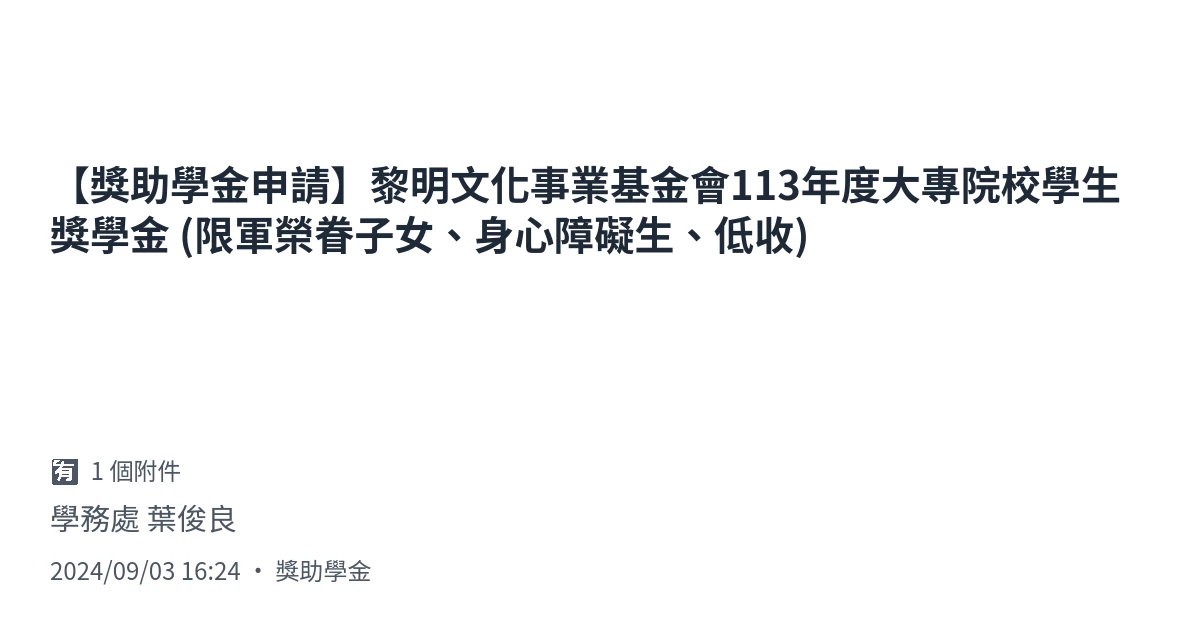 【獎助學金申請】黎明文化事業基金會113年度大專院校學生
獎學金 (限軍榮眷子女、身心障礙生、低收)
🈶 1 個附件
學務處 葉俊良
2024/09/03 16:24 • 獎助學金